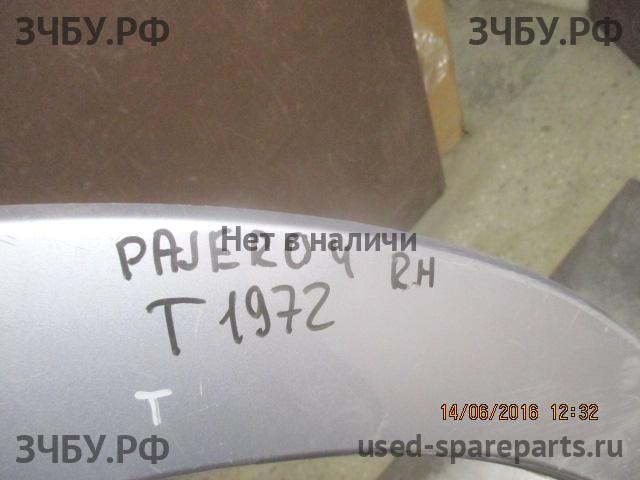 ЗЧБУ.РФ
ЗЧБУ.РФ
Нет в наличи
PAJERO 4 RH
T 1972
T
14/06/2016 12:32
ЗЧБУ.РФ
used-spareparts.ru